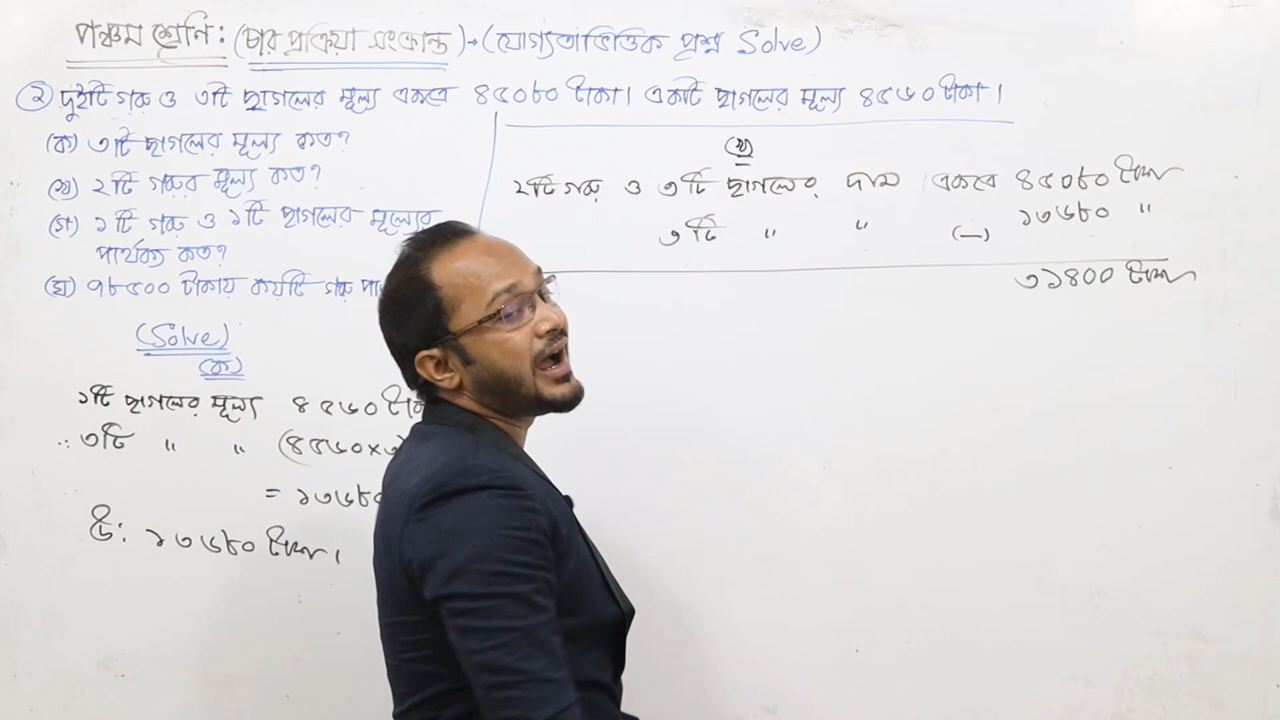 পঞ্চম শ্রেণি: (চার প্রক্রিয়া সংক্রান্ত) → (যোগ্যতাভিত্তিক প্রশ্ন Solve)
২ দুইটি গরু ও ৩টি ছাগলের মূল্য একত্রে ৪৫০৮০ টাকা। একটি ছাগলের মূল্য ৪৫৬০ টাকা।
(ক) ৩টি ছাগলের মূল্য কত?
(খ) ২টি গরুর মূল্য কত?
(গ) ১টি গরু ও ১টি ছাগলের মূল্যের
পার্থক্য কত?
(ঘ) ৭৮৫০০ টাকায় কয়টি গরু
(Solve)
(ক)
১টি ছাগলের মূল্য ৪৫৬০
∴ ৩টি " " (৪৫৬০×৩)
= ১৩৬৮০
উ: ১৩৬৮০ টাকা।
(খ)
২টি গরু ও ৩টি ছাগলের দাম একত্রে ৪৫০৮০ টাকা
৩টি " " (–) ১৩৬৮০ "
৩১৪০০ টাকা